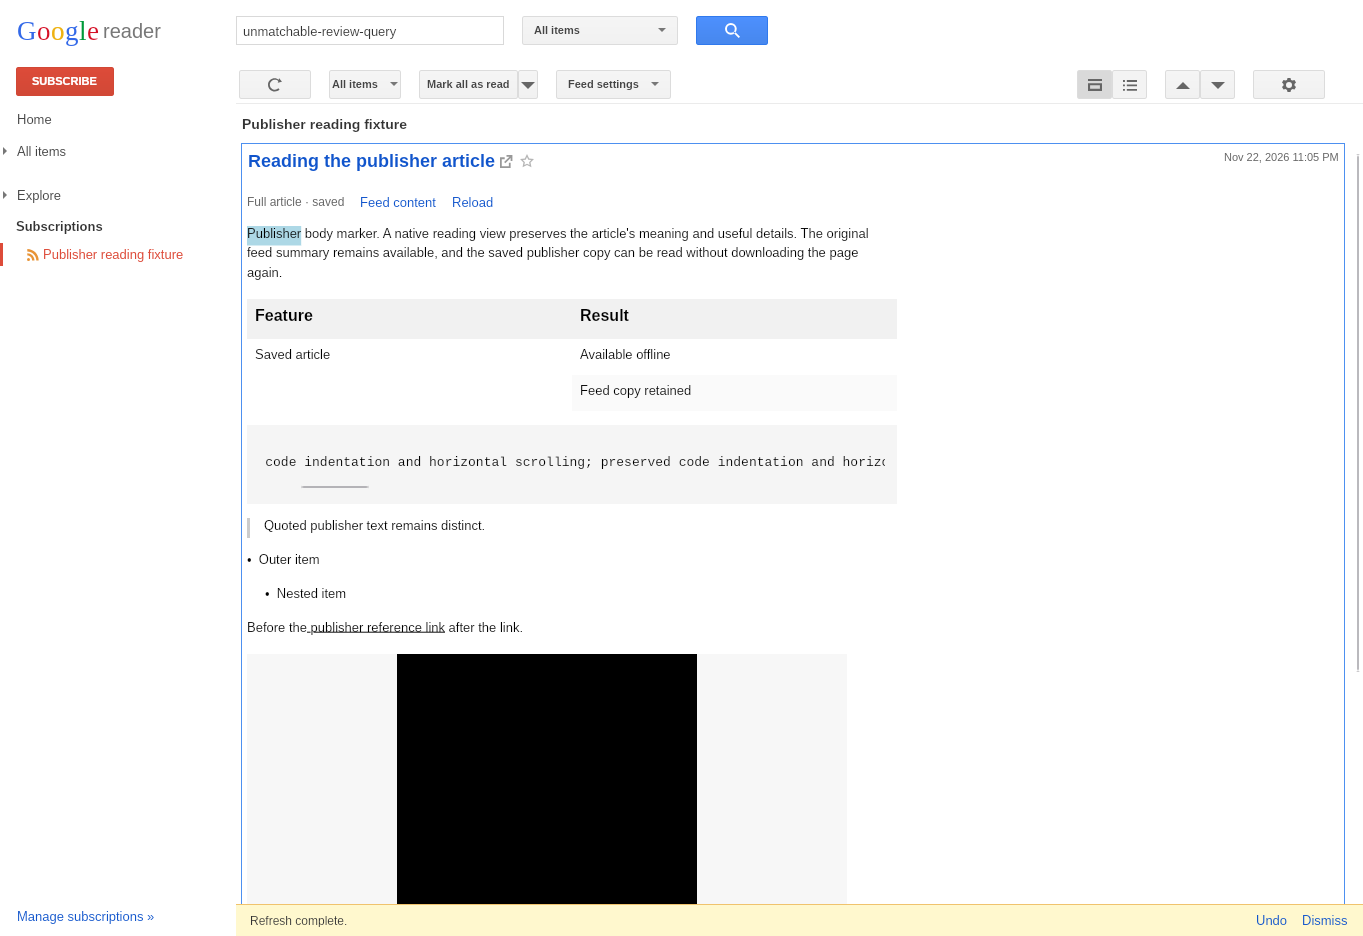 Google reader
unmatchable-review-query
All items
SUBSCRIBE
All items
Mark all as read
Feed settings
Home
All items
Explore
Subscriptions
Publisher reading fixture
Manage subscriptions »
Publisher reading fixture
Reading the publisher article
Nov 22, 2026 11:05 PM
Full article · saved Feed content Reload
Publisher body marker. A native reading view preserves the article's meaning and useful details. The original
feed summary remains available, and the saved publisher copy can be read without downloading the page
again.
Feature Result
Saved article Available offline
Feed copy retained
code indentation and horizontal scrolling; preserved code indentation and horizo
Quoted publisher text remains distinct.
• Outer item
• Nested item
Before the publisher reference link after the link.
Refresh complete.
Undo Dismiss